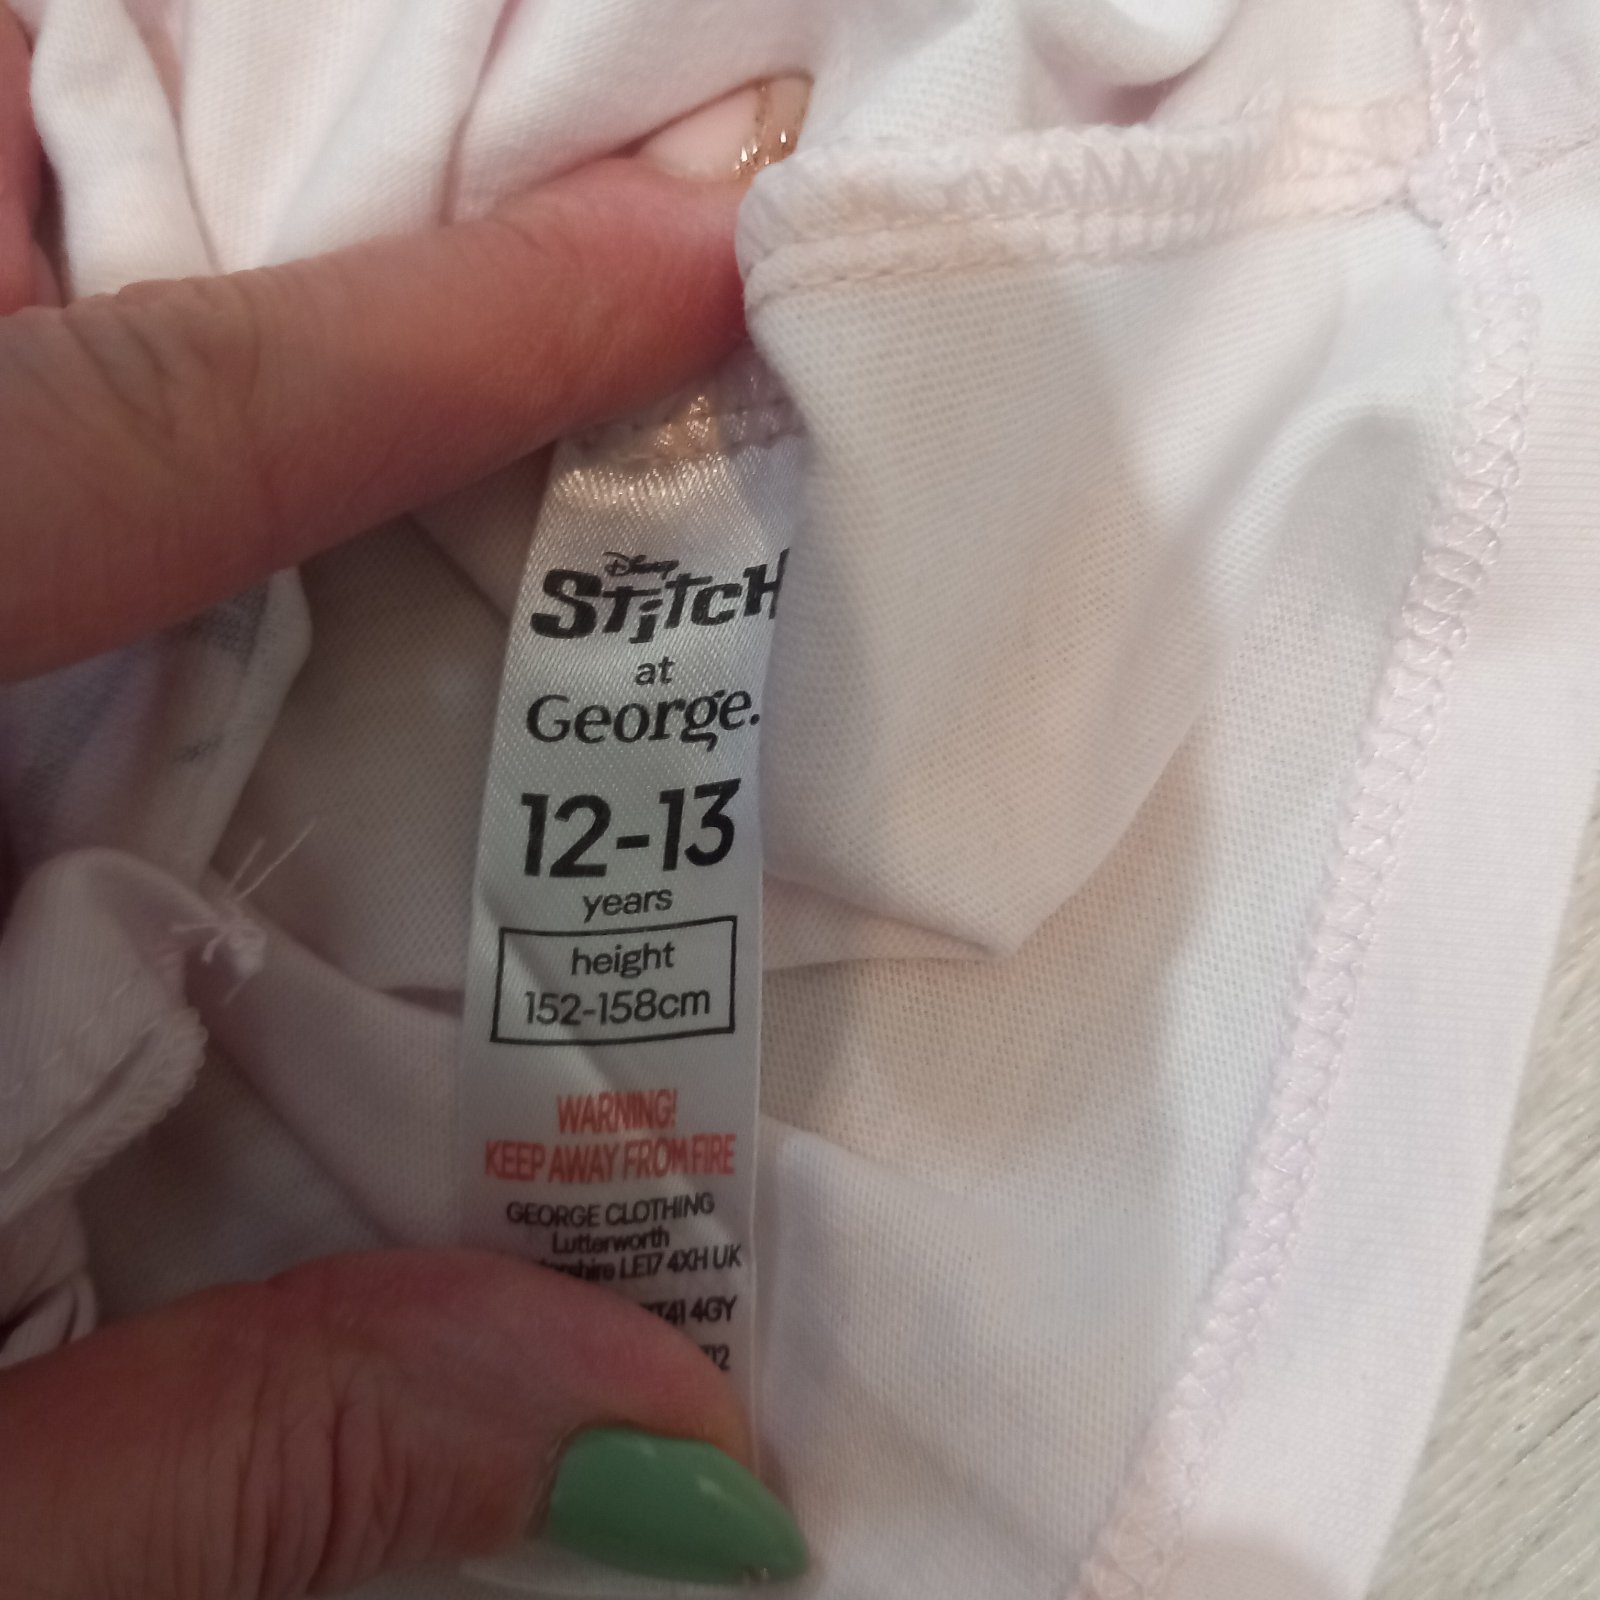 Disney
Stitch
at
George.
12-13
years
height
152-158cm
WARNING!
KEEP AWAY FROM FIRE
GEORGE CLOTHING
Lutterworth
LE17 4XH UK
4GY